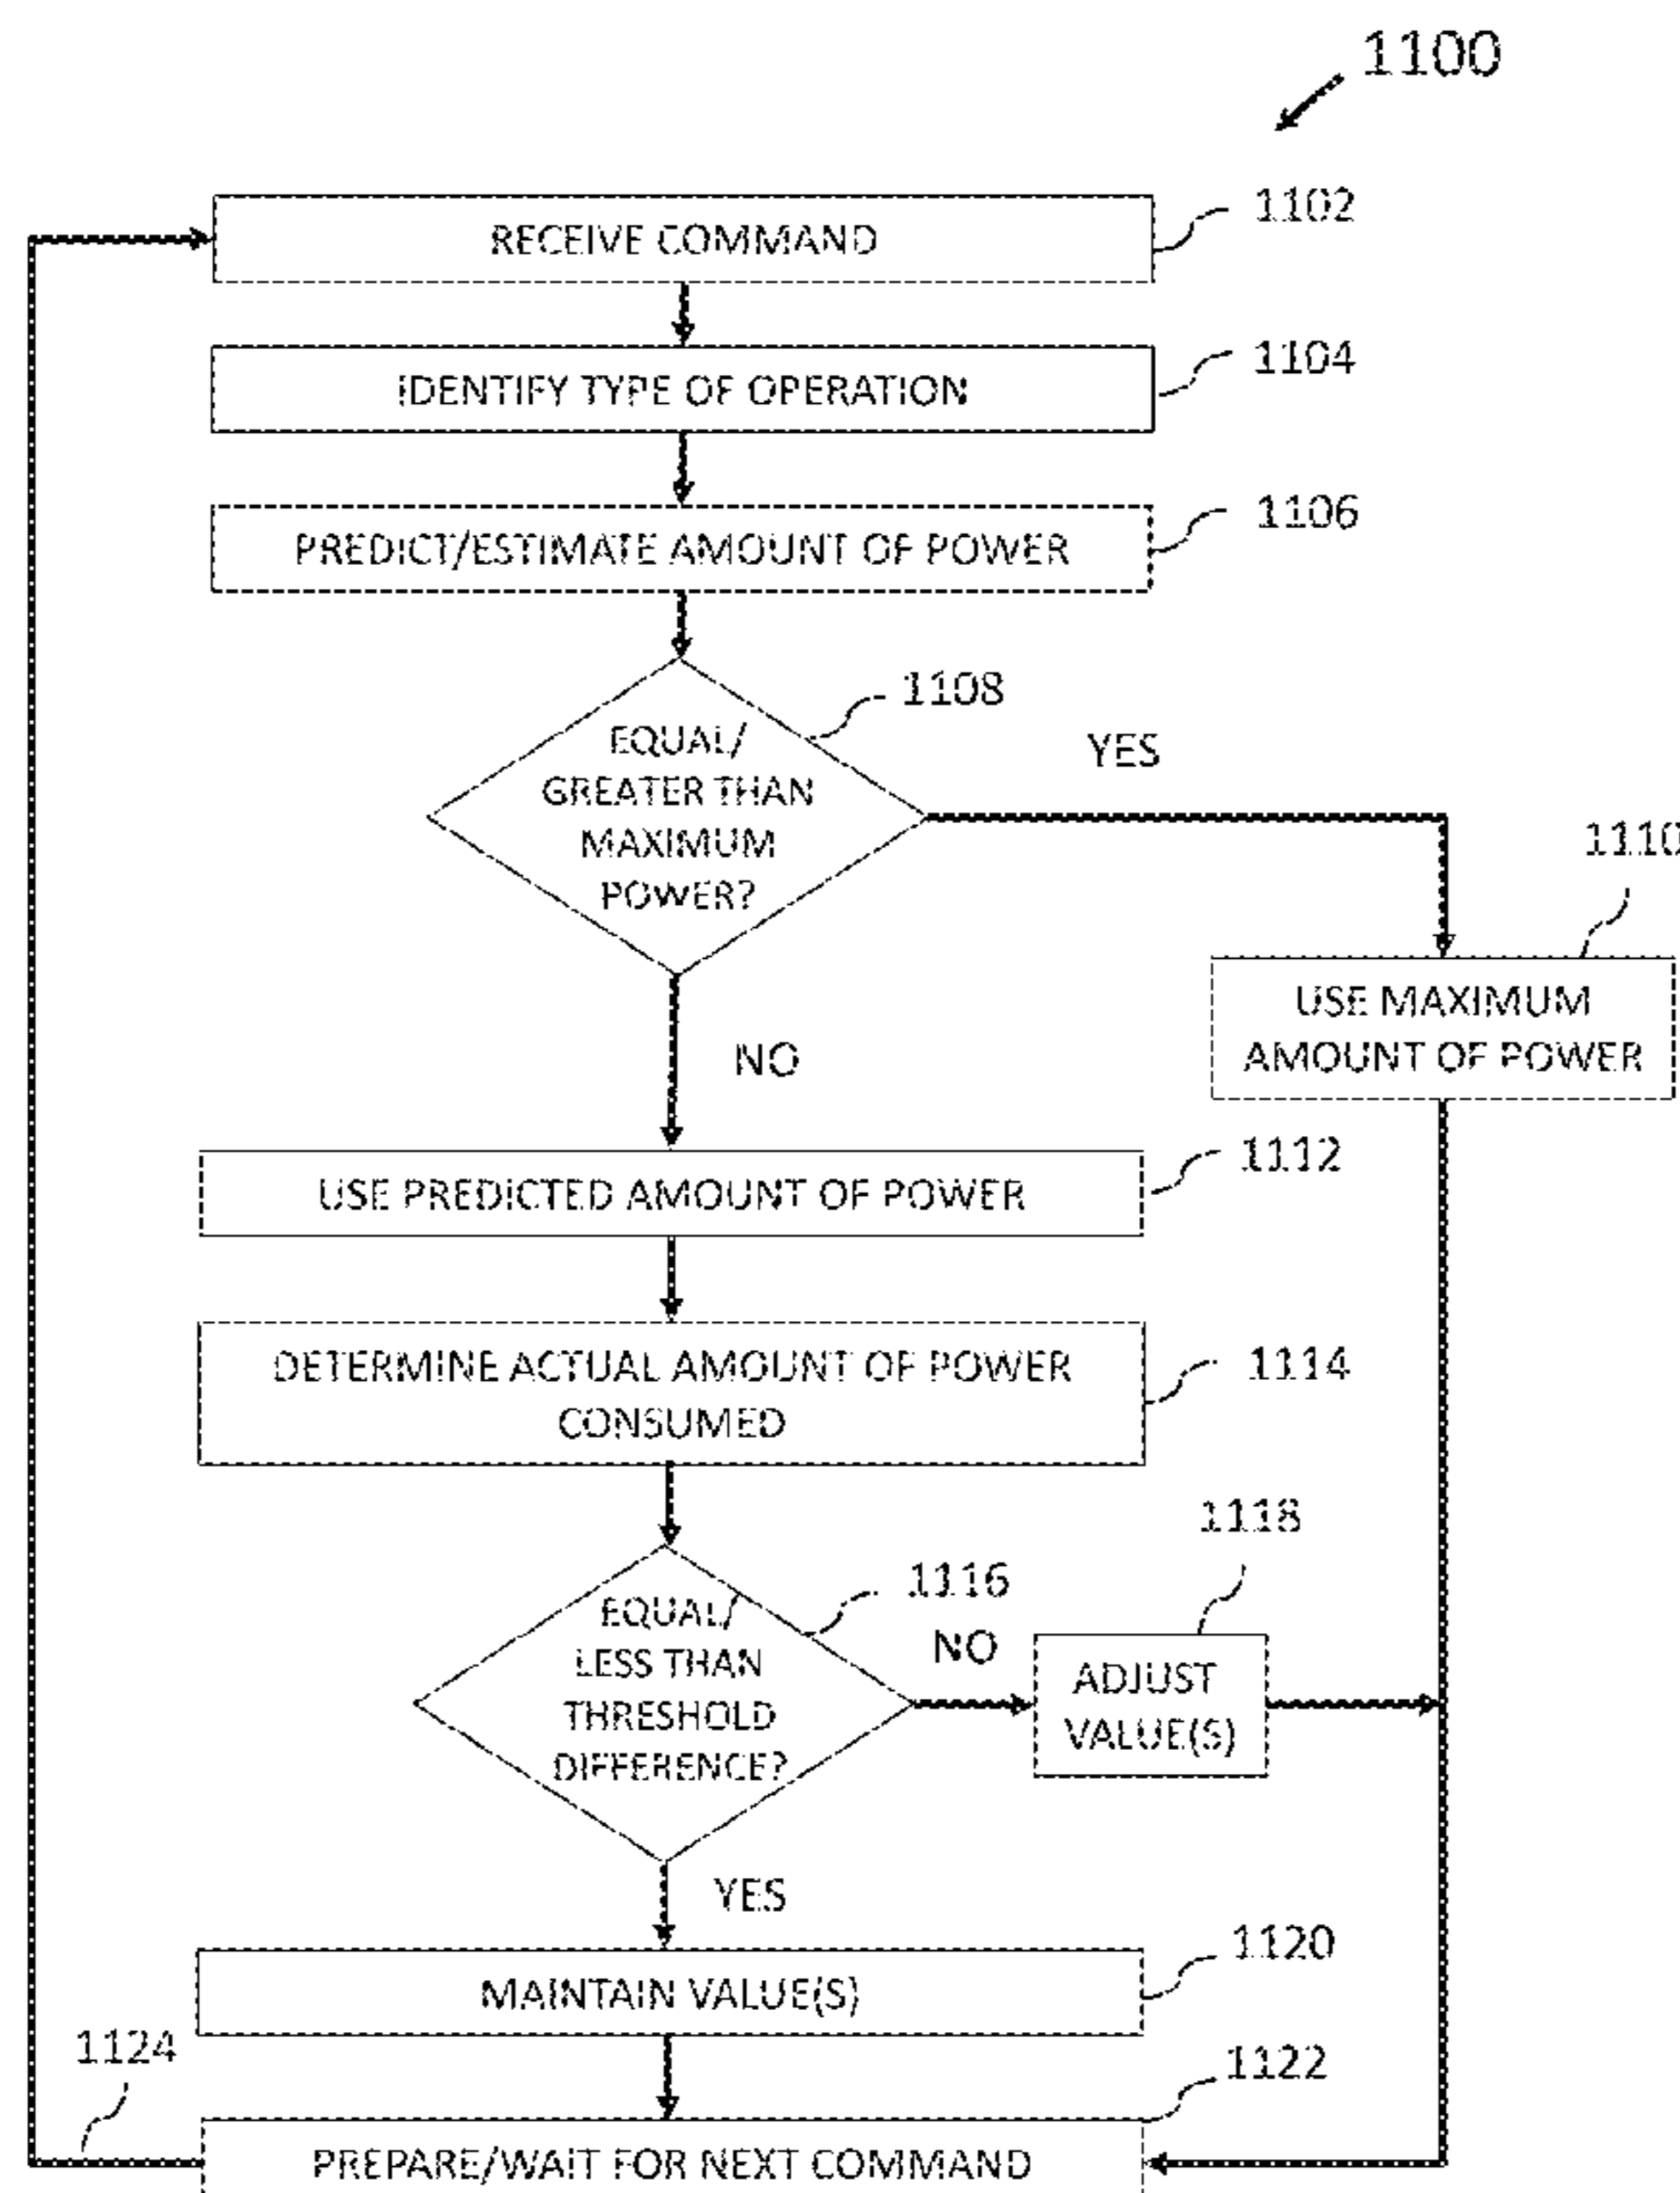 1100
RECEIVE COMMAND
1102
IDENTIFY TYPE OF OPERATION
1104
PREDICT/ESTIMATE AMOUNT OF POWER
1106
1108
EQUAL/
GREATER THAN
MAXIMUM
POWER?
YES
1110
USE MAXIMUM
AMOUNT OF POWER
NO
USE PREDICTED AMOUNT OF POWER
1112
DETERMINE ACTUAL AMOUNT OF POWER
CONSUMED
1114
1116
EQUAL/
LESS THAN
THRESHOLD
DIFFERENCE?
NO
1118
ADJUST
VALUE(S)
YES
MAINTAIN VALUE(S)
1120
1124
PREPARE/WAIT FOR NEXT COMMAND
1122